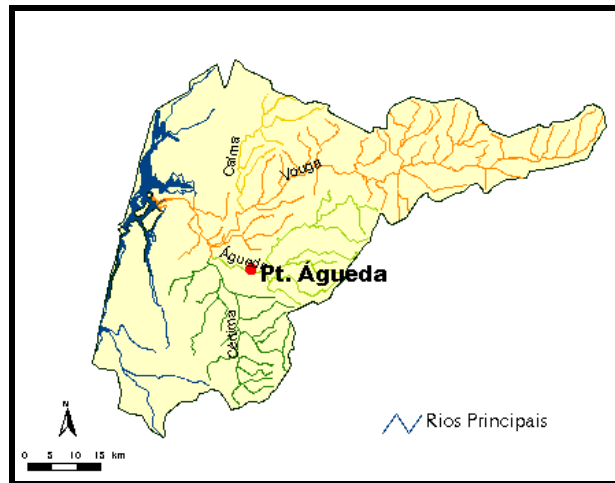 Caima
Vouga
Águeda
Pt. Águeda
Cértima
N
Rios Principais
0 5 10 15 km